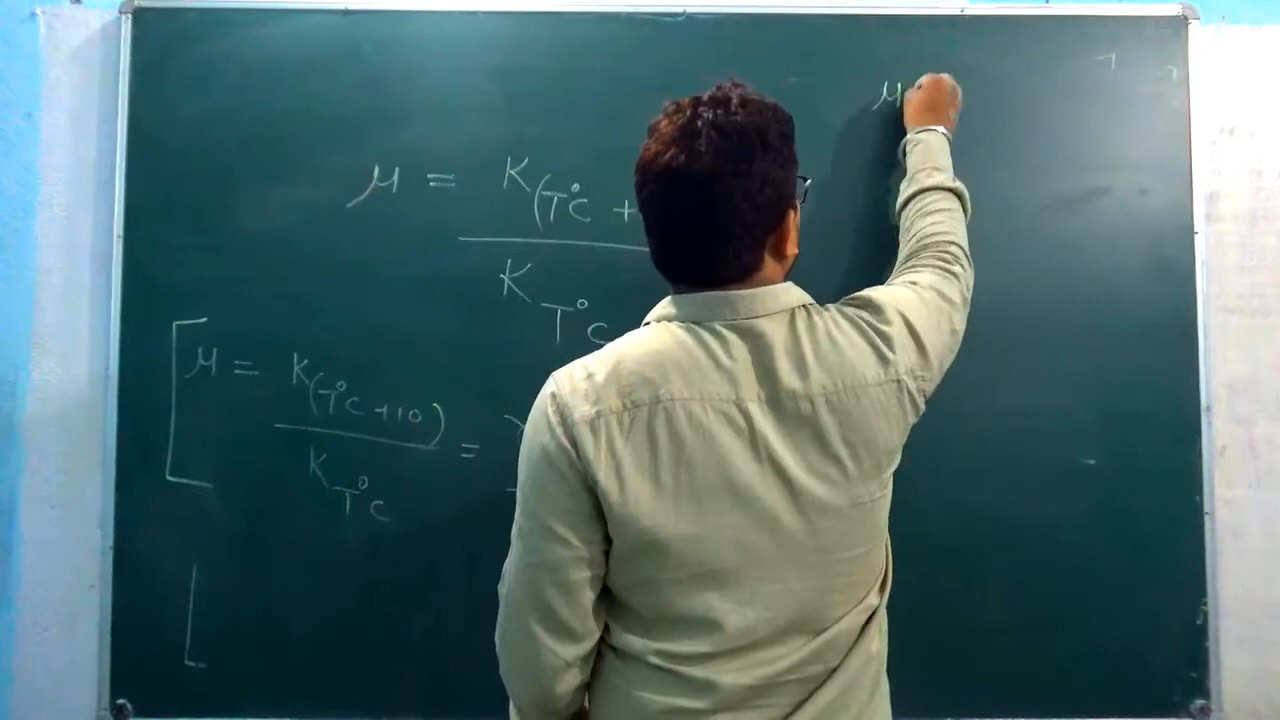 μ
μ = K(T°C +
K T°C
μ = K(T°C +10) =
K T°C